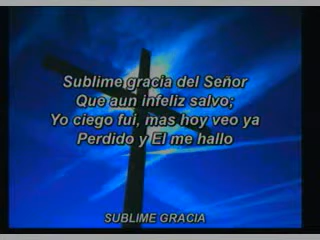 Sublime gracia del Señor
Que aun infeliz salvo;
Yo ciego fui, mas hoy veo ya
Perdido y El me hallo
SUBLIME GRACIA